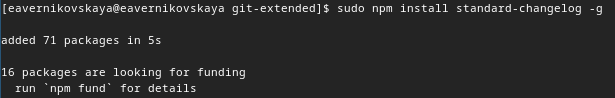 [eavernikovskaya@eavernikovskaya git-extended]$ sudo npm install standard-changelog -g
added 71 packages in 5s
16 packages are looking for funding
  run `npm fund` for details